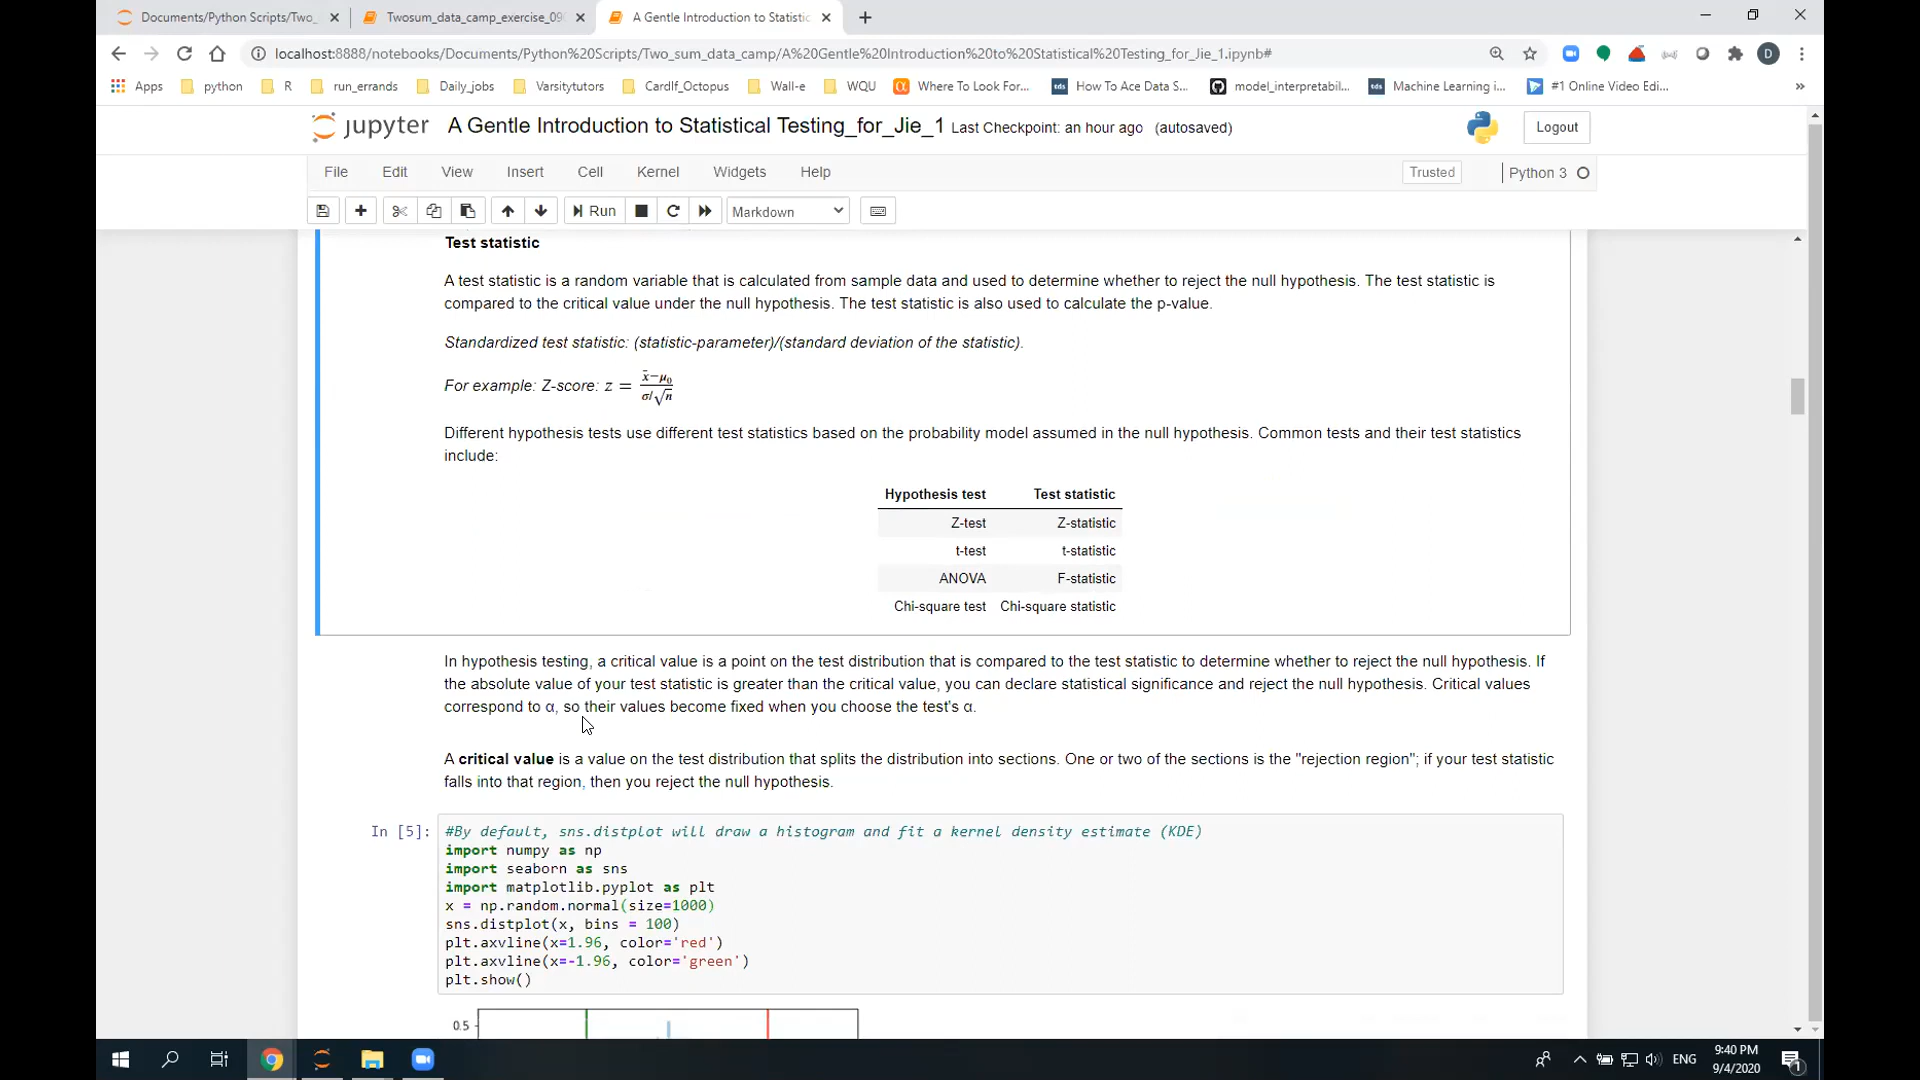 Documents/Python Scripts/Two_
Twosum_data_camp_exercise_09
A Gentle Introduction to Statistic
localhost:8888/notebooks/Documents/Python%20Scripts/Two_sum_data_camp/A%20Gentle%20Introduction%20to%20Statistical%20Testing_for_Jie_1.ipynb#
D
Apps python R run_errands Daily_jobs Varsitytutors Cardlf_Octopus Wall-e WQU Where To Look For... How To Ace Data S... model_interpretabil... Machine Learning i... #1 Online Video Edi... »
jupyter A Gentle Introduction to Statistical Testing_for_Jie_1 Last Checkpoint: an hour ago (autosaved) Logout
File Edit View Insert Cell Kernel Widgets Help Trusted Python 3
Run Markdown
Test statistic
A test statistic is a random variable that is calculated from sample data and used to determine whether to reject the null hypothesis. The test statistic is
compared to the critical value under the null hypothesis. The test statistic is also used to calculate the p-value.
Standardized test statistic: (statistic-parameter)/(standard deviation of the statistic).
For example: Z-score: z = x̄−μ₀ / σ/√n
Different hypothesis tests use different test statistics based on the probability model assumed in the null hypothesis. Common tests and their test statistics
include:
Hypothesis test Test statistic
Z-test Z-statistic
t-test t-statistic
ANOVA F-statistic
Chi-square test Chi-square statistic
In hypothesis testing, a critical value is a point on the test distribution that is compared to the test statistic to determine whether to reject the null hypothesis. If
the absolute value of your test statistic is greater than the critical value, you can declare statistical significance and reject the null hypothesis. Critical values
correspond to α, so their values become fixed when you choose the test's α.
A critical value is a value on the test distribution that splits the distribution into sections. One or two of the sections is the "rejection region"; if your test statistic
falls into that region, then you reject the null hypothesis.
In [5]: #By default, sns.distplot will draw a histogram and fit a kernel density estimate (KDE)
import numpy as np
import seaborn as sns
import matplotlib.pyplot as plt
x = np.random.normal(size=1000)
sns.distplot(x, bins = 100)
plt.axvline(x=1.96, color='red')
plt.axvline(x=-1.96, color='green')
plt.show()
0.5
ENG
9:40 PM
9/4/2020
1